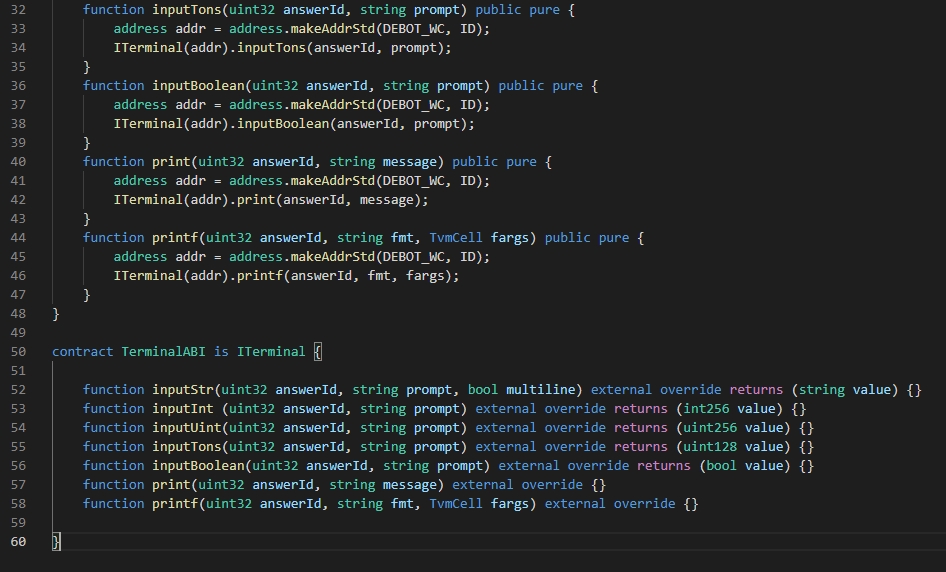 32 function inputTons(uint32 answerId, string prompt) public pure {
33 address addr = address.makeAddrStd(DEBOT_WC, ID);
34 ITerminal(addr).inputTons(answerId, prompt);
35 }
36 function inputBoolean(uint32 answerId, string prompt) public pure {
37 address addr = address.makeAddrStd(DEBOT_WC, ID);
38 ITerminal(addr).inputBoolean(answerId, prompt);
39 }
40 function print(uint32 answerId, string message) public pure {
41 address addr = address.makeAddrStd(DEBOT_WC, ID);
42 ITerminal(addr).print(answerId, message);
43 }
44 function printf(uint32 answerId, string fmt, TvmCell fargs) public pure {
45 address addr = address.makeAddrStd(DEBOT_WC, ID);
46 ITerminal(addr).printf(answerId, fmt, fargs);
47 }
48 }
49
50 contract TerminalABI is ITerminal {
51
52 function inputStr(uint32 answerId, string prompt, bool multiline) external override returns (string value) {}
53 function inputInt (uint32 answerId, string prompt) external override returns (int256 value) {}
54 function inputUint(uint32 answerId, string prompt) external override returns (uint256 value) {}
55 function inputTons(uint32 answerId, string prompt) external override returns (uint128 value) {}
56 function inputBoolean(uint32 answerId, string prompt) external override returns (bool value) {}
57 function print(uint32 answerId, string message) external override {}
58 function printf(uint32 answerId, string fmt, TvmCell fargs) external override {}
59
60 }